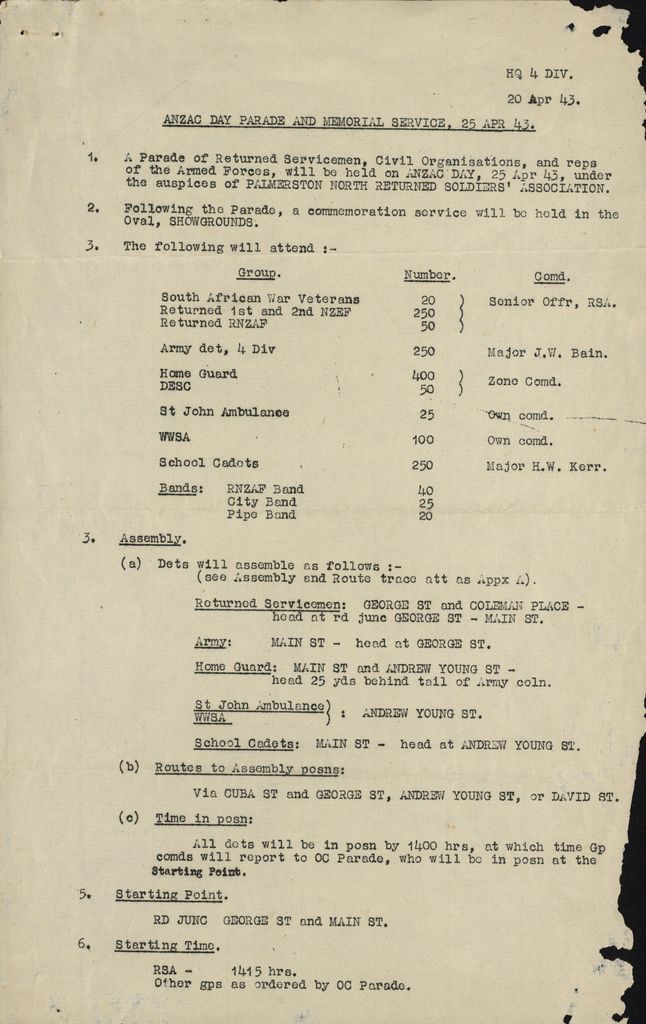 HQ 4 DIV.
20 Apr 43.
ANZAC DAY PARADE AND MEMORIAL SERVICE, 25 APR 43.
1. A Parade of Returned Servicemen, Civil Organisations, and reps
of the Armed Forces, will be held on ANZAC DAY, 25 Apr 43, under
the auspices of PALMERSTON NORTH RETURNED SOLDIERS' ASSOCIATION.
2. Following the Parade, a commemoration service will be held in the
Oval, SHOWGROUNDS.
3. The following will attend :-
Group. Number. Comd.
South African War Veterans 20 ) Senior Offr, RSA.
Returned 1st and 2nd NZEF 250 )
Returned RNZAF 50 )
Army det, 4 Div 250 Major J.W. Bain.
Home Guard 400 ) Zone Comd.
DESC 50 )
St John Ambulance 25 Own comd.
WWSA 100 Own comd.
School Cadets 250 Major H.W. Kerr.
Bands: RNZAF Band 40
City Band 25
Pipe Band 20
3. Assembly.
(a) Dets will assemble as follows :-
(see Assembly and Route trace att as Appx A).
Returned Servicemen: GEORGE ST and COLEMAN PLACE -
head at rd junc GEORGE ST - MAIN ST.
Army: MAIN ST - head at GEORGE ST.
Home Guard: MAIN ST and ANDREW YOUNG ST -
head 25 yds behind tail of Army coln.
St John Ambulance)
WWSA ) : ANDREW YOUNG ST.
School Cadets: MAIN ST - head at ANDREW YOUNG ST.
(b) Routes to Assembly posns:
Via CUBA ST and GEORGE ST, ANDREW YOUNG ST, or DAVID ST.
(c) Time in posn:
All dets will be in posn by 1400 hrs, at which time Gp
comds will report to OC Parade, who will be in posn at the
Starting Point.
5. Starting Point.
RD JUNC GEORGE ST and MAIN ST.
6. Starting Time.
RSA - 1415 hrs.
Other gps as ordered by OC Parade.